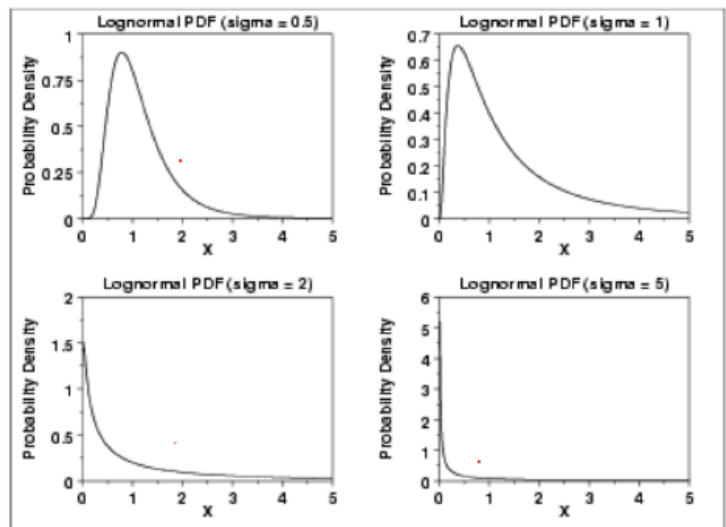 Lognormal PDF (sigma = 0.5)
Probability Density
1
0.75
0.5
0.25
0
0 1 2 3 4 5
X
Lognormal PDF (sigma = 1)
Probability Density
0.7
0.6
0.5
0.4
0.3
0.2
0.1
0
0 1 2 3 4 5
X
Lognormal PDF (sigma = 2)
Probability Density
2
1.5
1
0.5
0
0 1 2 3 4 5
X
Lognormal PDF (sigma = 5)
Probability Density
6
5
4
3
2
1
0
0 1 2 3 4 5
X